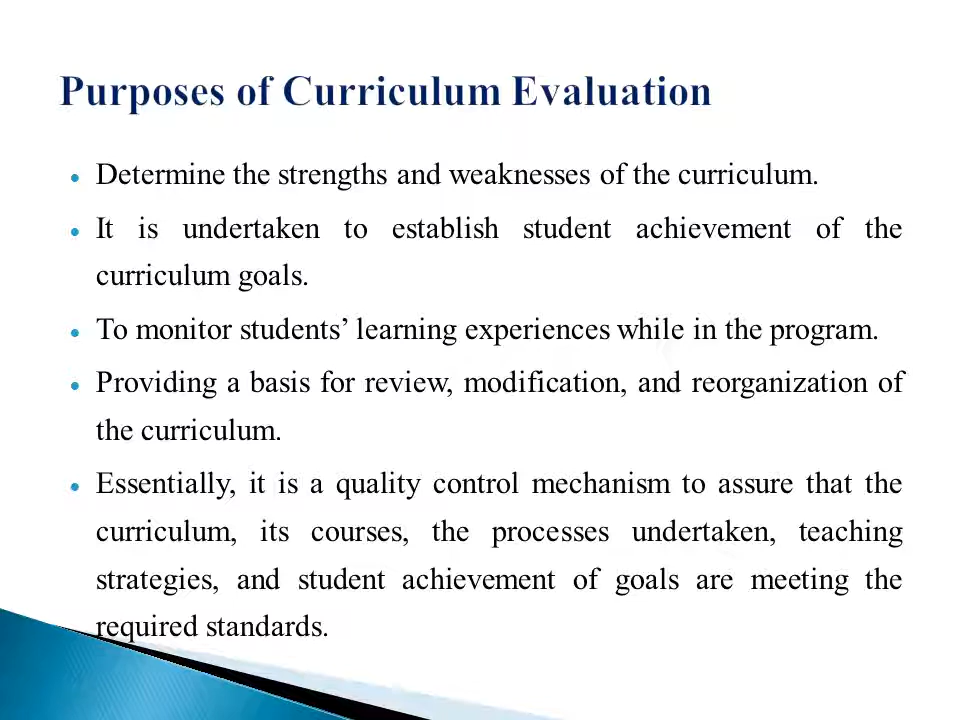 Purposes of Curriculum Evaluation
• Determine the strengths and weaknesses of the curriculum.
• It is undertaken to establish student achievement of the
curriculum goals.
• To monitor students’ learning experiences while in the program.
• Providing a basis for review, modification, and reorganization of
the curriculum.
• Essentially, it is a quality control mechanism to assure that the
curriculum, its courses, the processes undertaken, teaching
strategies, and student achievement of goals are meeting the
required standards.